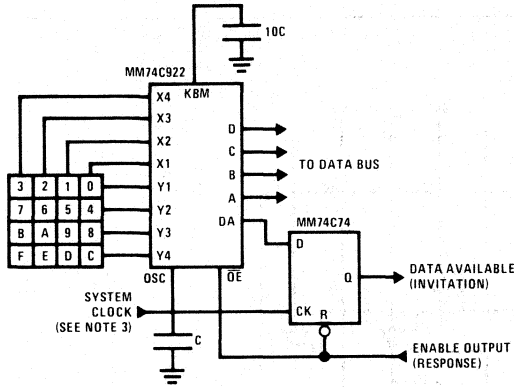 10C
MM74C922
KBM
X4
X3
X2
X1
Y1
Y2
Y3
Y4
D
C
B
A
DA
TO DATA BUS
3 2 1 0
7 6 5 4
B A 9 8
F E D C
OSC
OE
MM74C74
D
Q
CK
R
DATA AVAILABLE
(INVITATION)
SYSTEM
CLOCK
(SEE NOTE 3)
C
ENABLE OUTPUT
(RESPONSE)